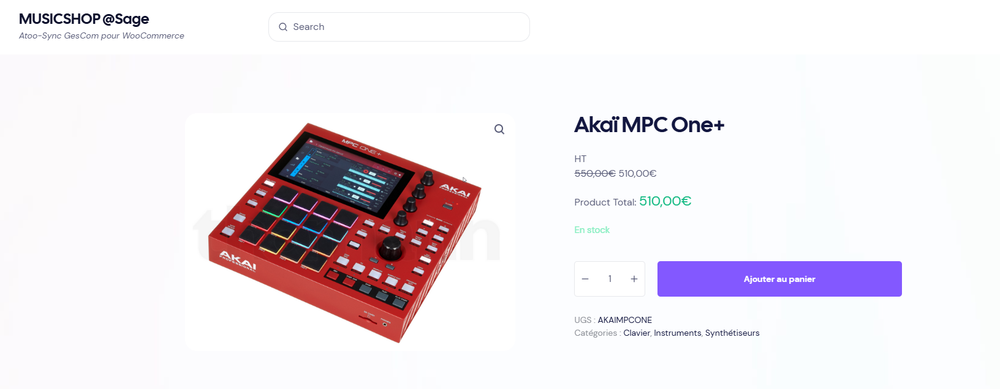 MUSICSHOP @Sage
Atoo-Sync GesCom pour WooCommerce
Search
Akaï MPC One+
HT
550,00€ 510,00€
Product Total: 510,00€
En stock
1
Ajouter au panier
UGS : AKAIMPCONE
Catégories : Clavier, Instruments, Synthétiseurs
MPC ONE+
AKAI
PROFESSIONAL
AKAI
PROFESSIONAL